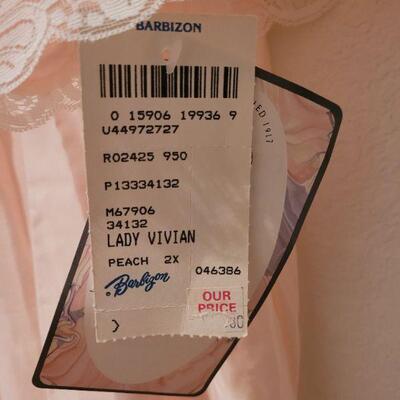 BARBIZON
0 15906 19936 9
U44972727
R02425 950
P13334132
M67906
34132
LADY VIVIAN
PEACH 2X
046386
Barbizon
OUR
PRICE
1917